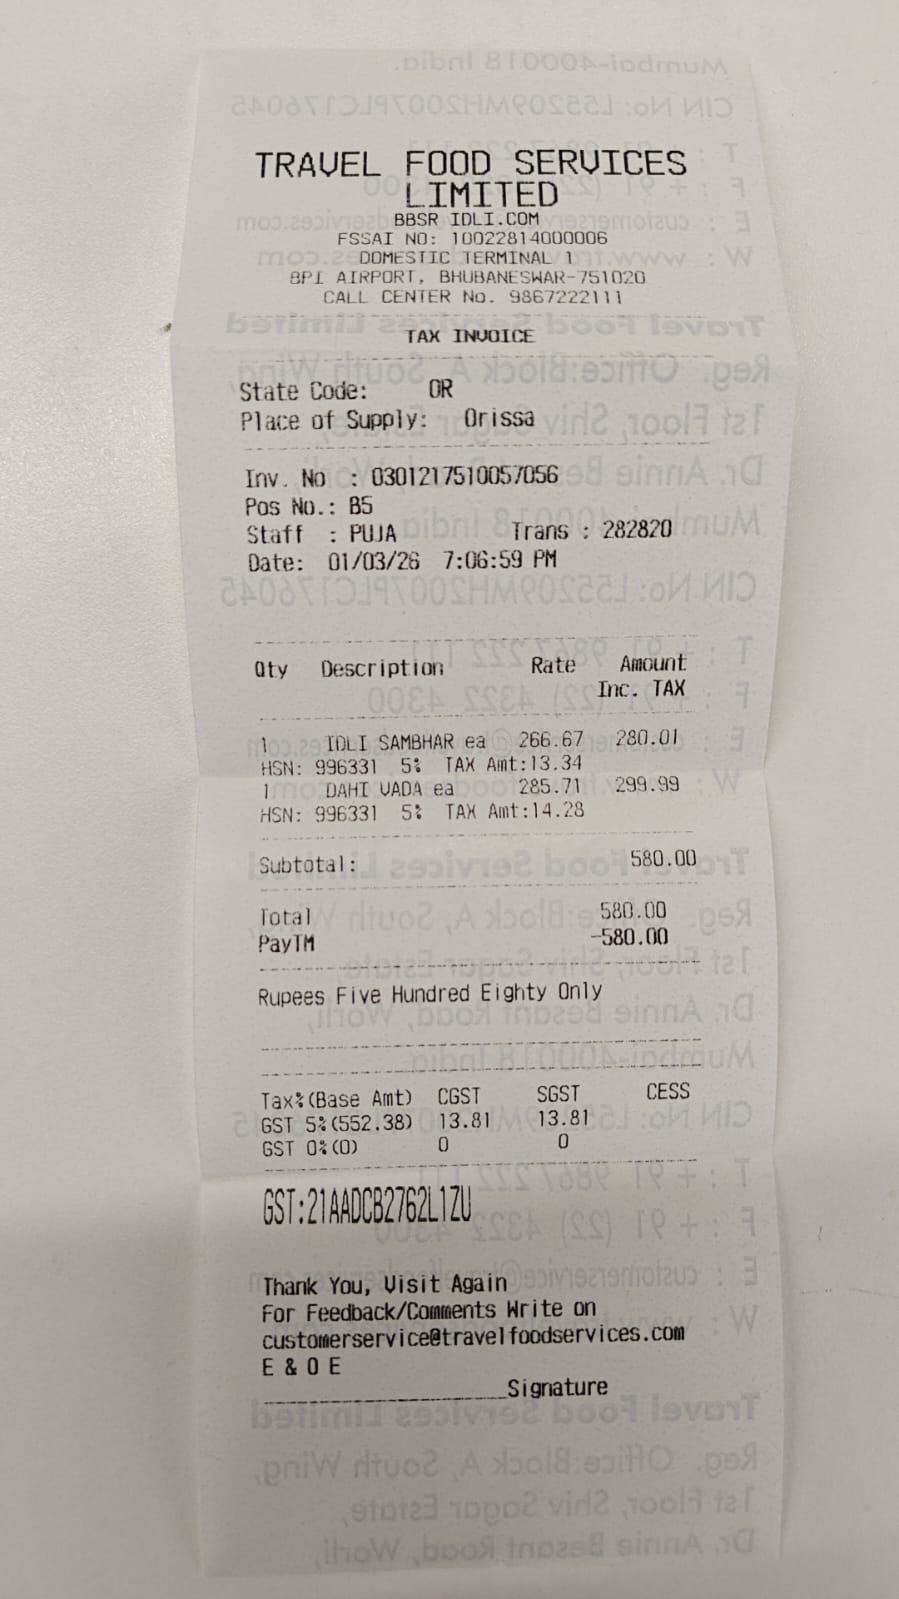 TRAVEL FOOD SERVICES
LIMITED
BBSR IDLI.COM
FSSAI NO: 10022814000006
DOMESTIC TERMINAL 1
BPI AIRPORT, BHUBANESWAR-751020
CALL CENTER No. 9867222111
TAX INVOICE
State Code: OR
Place of Supply: Orissa
Inv. No : 0301217510057056
Pos No.: B5
Staff : PUJA Trans : 282820
Date: 01/03/26 7:06:59 PM
Qty Description Rate Amount
Inc. TAX
1 IDLI SAMBHAR ea 266.67 280.01
HSN: 996331 5% TAX Amt:13.34
1 DAHI VADA ea 285.71 299.99
HSN: 996331 5% TAX Amt:14.28
Subtotal: 580.00
Total 580.00
PayTM -580.00
Rupees Five Hundred Eighty Only
Tax%(Base Amt) CGST SGST CESS
GST 5%(552.38) 13.81 13.81
GST 0%(0) 0 0
GST:21AADCB2762L1ZU
Thank You, Visit Again
For Feedback/Comments Write on
customerservice@travelfoodservices.com
E & O E
Signature